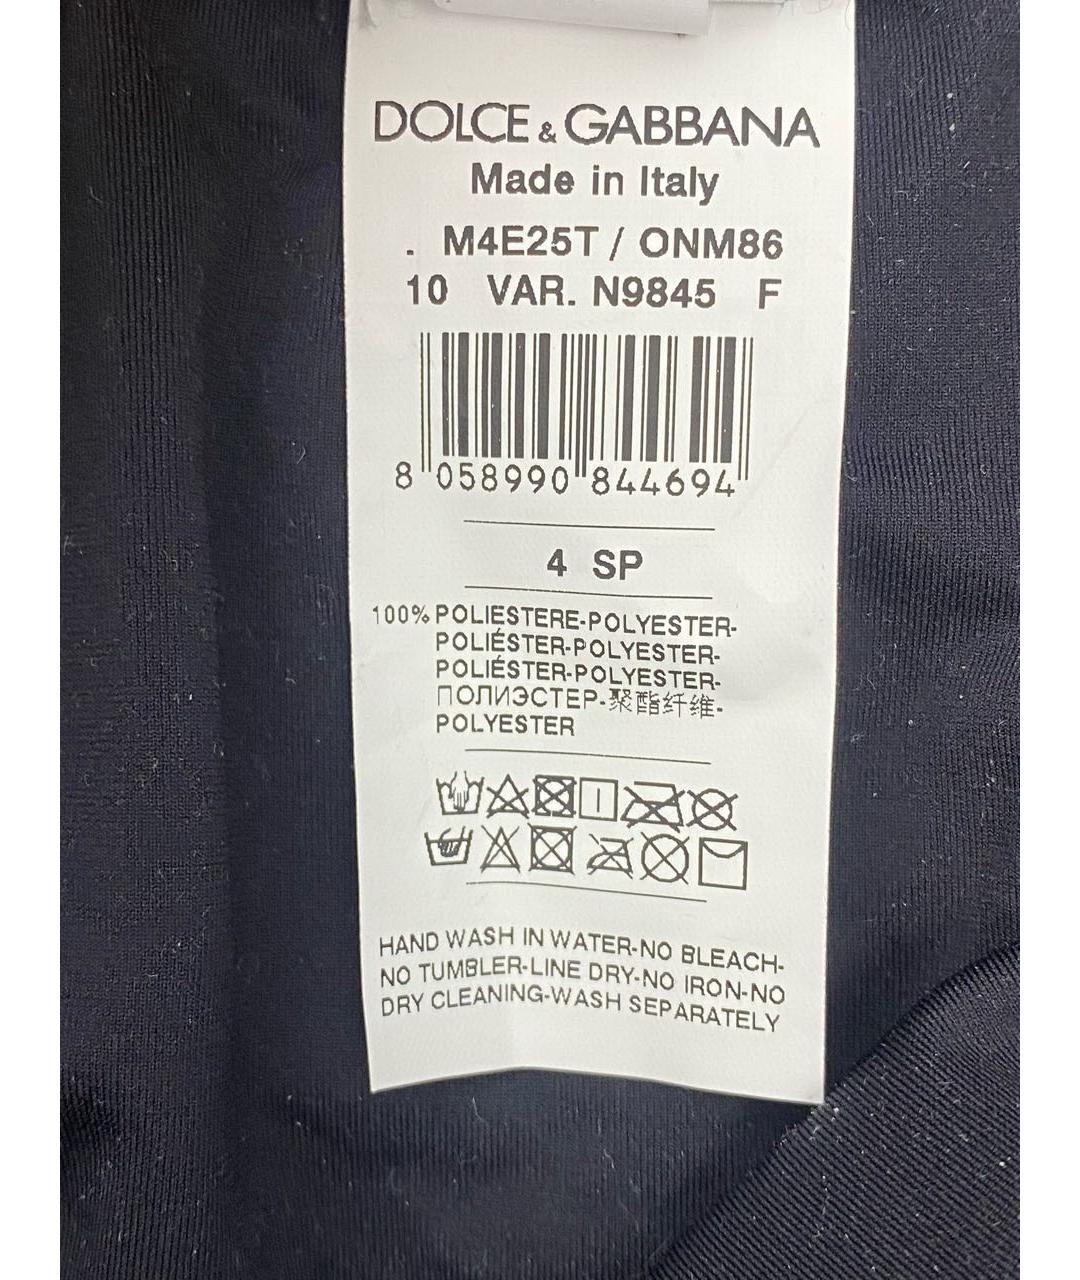 DOLCE & GABBANA
Made in Italy
. M4E25T / ONM86
10 VAR. N9845 F
8 058990 844694
4 SP
100% POLIESTERE-POLYESTER-
POLIÉSTER-POLYESTER-
POLIÉSTER-POLYESTER-
ПОЛИЭСТЕР-聚酯纤维-
POLYESTER
HAND WASH IN WATER-NO BLEACH-
NO TUMBLER-LINE DRY-NO IRON-NO
DRY CLEANING-WASH SEPARATELY